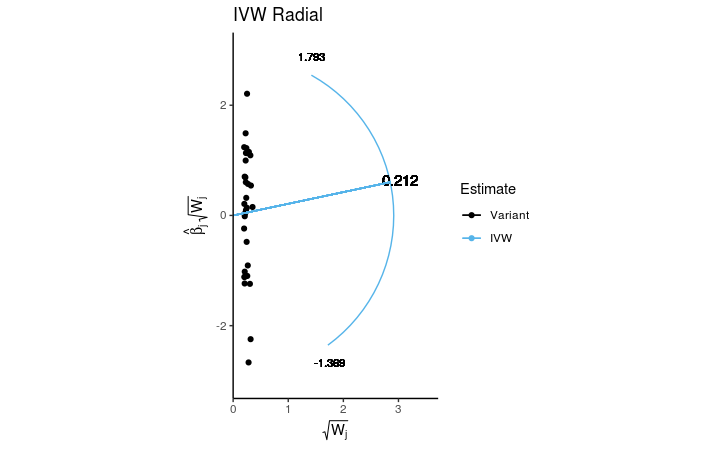 IVW Radial
1.793
2
0.212
0
-2
-1.369
0 1 2 3
√Wⱼ
β̂ⱼ√Wⱼ
Estimate
Variant
IVW